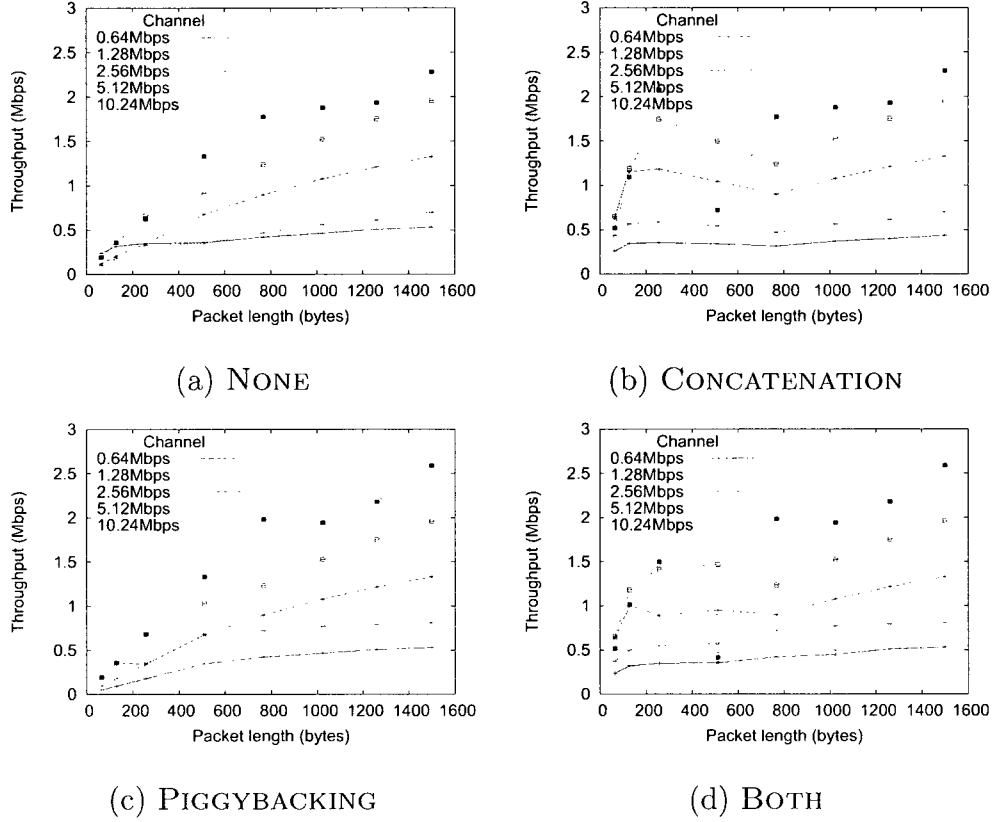 3
2.5
2
1.5
1
0.5
0
Throughput (Mbps)
Channel
0.64Mbps
1.28Mbps
2.56Mbps
5.12Mbps
10.24Mbps
0 200 400 600 800 1000 1200 1400 1600
Packet length (bytes)
(a) NONE
3
2.5
2
1.5
1
0.5
0
Throughput (Mbps)
Channel
0.64Mbps
1.28Mbps
2.56Mbps
5.12Mbps
10.24Mbps
0 200 400 600 800 1000 1200 1400 1600
Packet length (bytes)
(b) CONCATENATION
3
2.5
2
1.5
1
0.5
0
Throughput (Mbps)
Channel
0.64Mbps
1.28Mbps
2.56Mbps
5.12Mbps
10.24Mbps
0 200 400 600 800 1000 1200 1400 1600
Packet length (bytes)
(c) PIGGYBACKING
3
2.5
2
1.5
1
0.5
0
Throughput (Mbps)
Channel
0.64Mbps
1.28Mbps
2.56Mbps
5.12Mbps
10.24Mbps
0 200 400 600 800 1000 1200 1400 1600
Packet length (bytes)
(d) BOTH